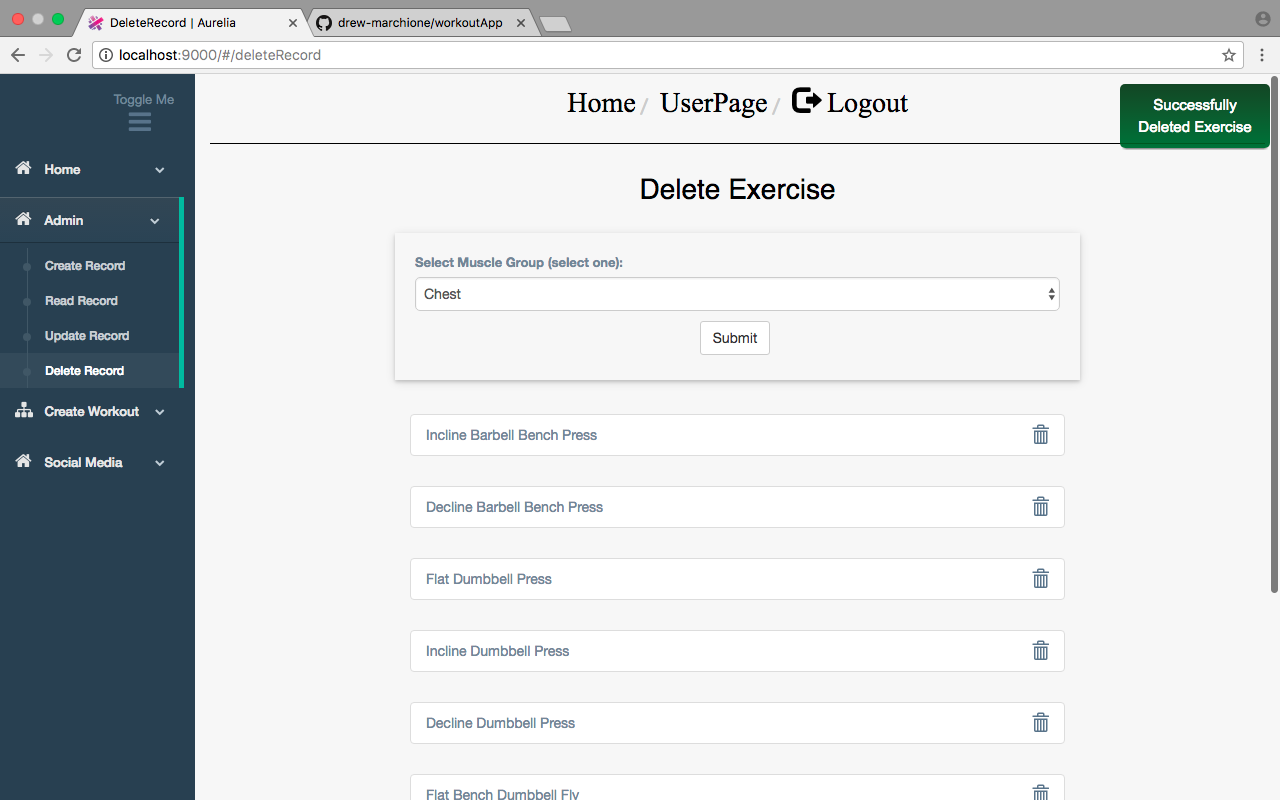 DeleteRecord | Aurelia
drew-marchione/workoutApp
localhost:9000/#/deleteRecord
Toggle Me
Home
Admin
Create Record
Read Record
Update Record
Delete Record
Create Workout
Social Media
Home / UserPage / Logout
Successfully
Deleted Exercise
Delete Exercise
Select Muscle Group (select one):
Chest
Submit
Incline Barbell Bench Press
Decline Barbell Bench Press
Flat Dumbbell Press
Incline Dumbbell Press
Decline Dumbbell Press
Flat Bench Dumbbell Fly